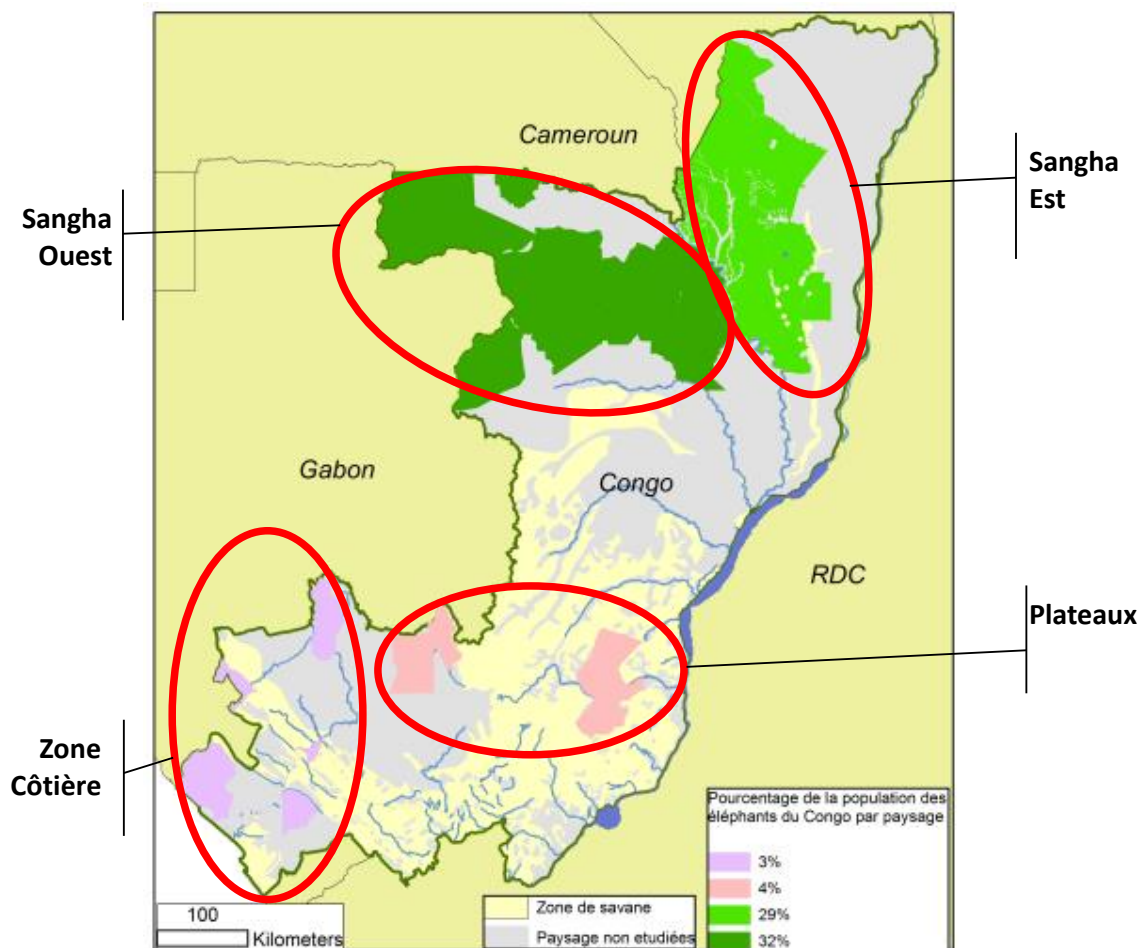 Cameroun
Sangha
Est
Sangha
Ouest
Gabon
Congo
RDC
Plateaux
Zone
Côtière
Pourcentage de la population des
éléphants du Congo par paysage
3%
4%
29%
32%
Zone de savane
Paysage non etudiées
100
Kilometers